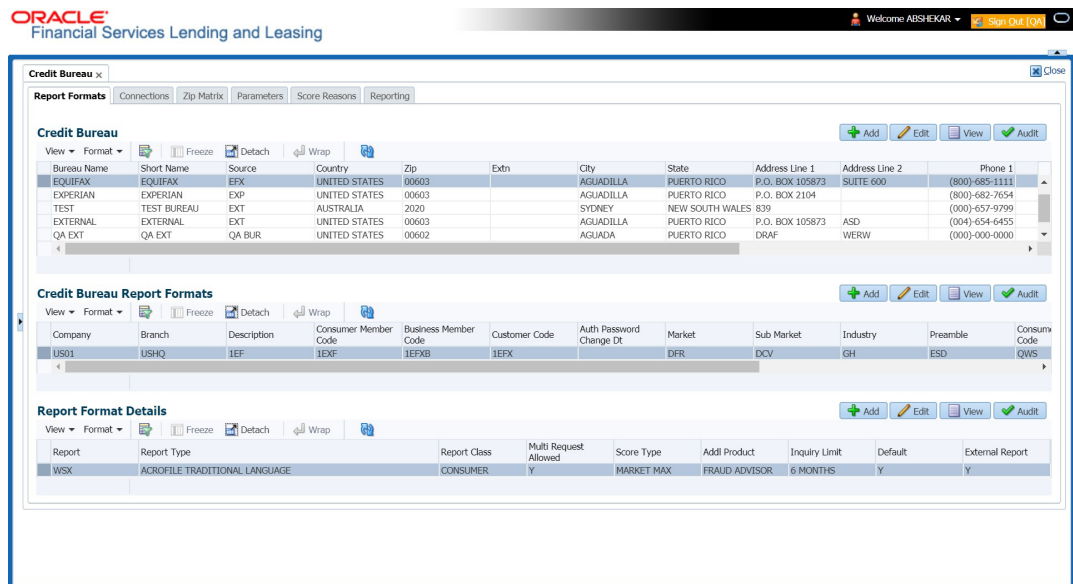 ORACLE
Financial Services Lending and Leasing
Welcome ABSHEKAR
Sign Out [QA]
Credit Bureau x
Close
Report Formats Connections Zip Matrix Parameters Score Reasons Reporting
Credit Bureau
Add Edit View Audit
View Format Freeze Detach Wrap
Bureau Name Short Name Source Country Zip Extn City State Address Line 1 Address Line 2 Phone 1
EQUIFAX EQUIFAX EFX UNITED STATES 00603 AGUADILLA PUERTO RICO P.O. BOX 105873 SUITE 600 (800)-685-1111
EXPERIAN EXPERIAN EXP UNITED STATES 00603 AGUADILLA PUERTO RICO P.O. BOX 2104 (800)-682-7654
TEST TEST BUREAU EXT AUSTRALIA 2020 SYDNEY NEW SOUTH WALES 839 (000)-657-9799
EXTERNAL EXTERNAL EXT UNITED STATES 00603 AGUADILLA PUERTO RICO P.O. BOX 105873 ASD (004)-654-6455
QA EXT QA EXT QA BUR UNITED STATES 00602 AGUADA PUERTO RICO DRAF WERW (000)-000-0000
Credit Bureau Report Formats
Add Edit View Audit
View Format Freeze Detach Wrap
Company Branch Description Consumer Member Code Business Member Code Customer Code Auth Password Change Dt Market Sub Market Industry Preamble Consum Code
US01 USHQ 1EF 1EXF 1EFXB 1EFX DFR DCV GH ESD QWS
Report Format Details
Add Edit View Audit
View Format Freeze Detach Wrap
Report Report Type Report Class Multi Request Allowed Score Type Addl Product Inquiry Limit Default External Report
WSX ACROFILE TRADITIONAL LANGUAGE CONSUMER Y MARKET MAX FRAUD ADVISOR 6 MONTHS Y Y